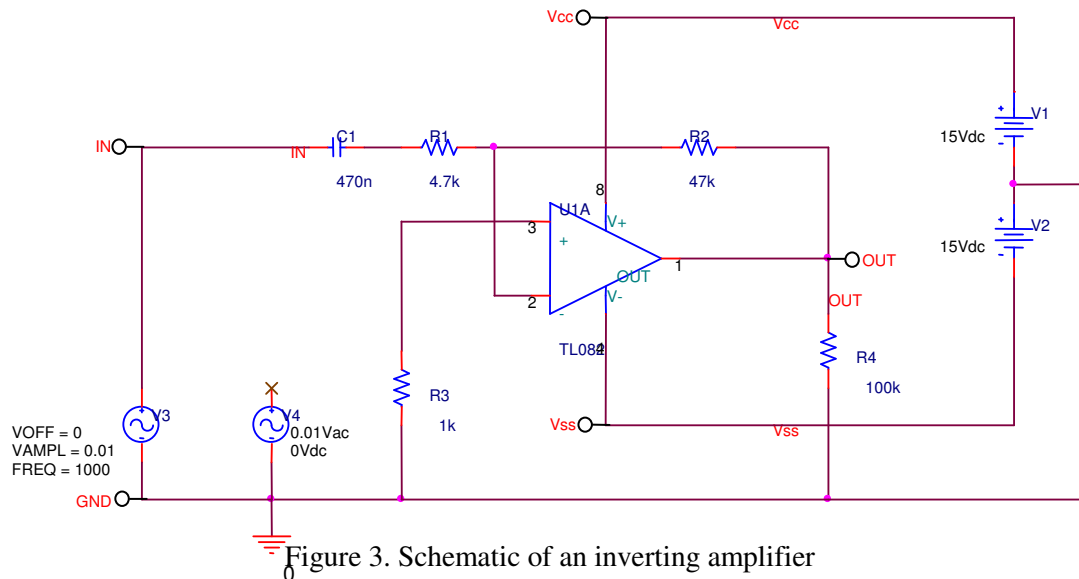 Vcc
Vcc
IN
IN
C1
470n
R1
4.7k
R2
47k
V1
15Vdc
V2
15Vdc
8
U1A
V+
3
+
OUT
1
2
-
V-
TL082
4
OUT
OUT
R4
100k
R3
1k
V3
VOFF = 0
VAMPL = 0.01
FREQ = 1000
V4
0.01Vac
0Vdc
Vss
Vss
GND
0
Figure 3. Schematic of an inverting amplifier